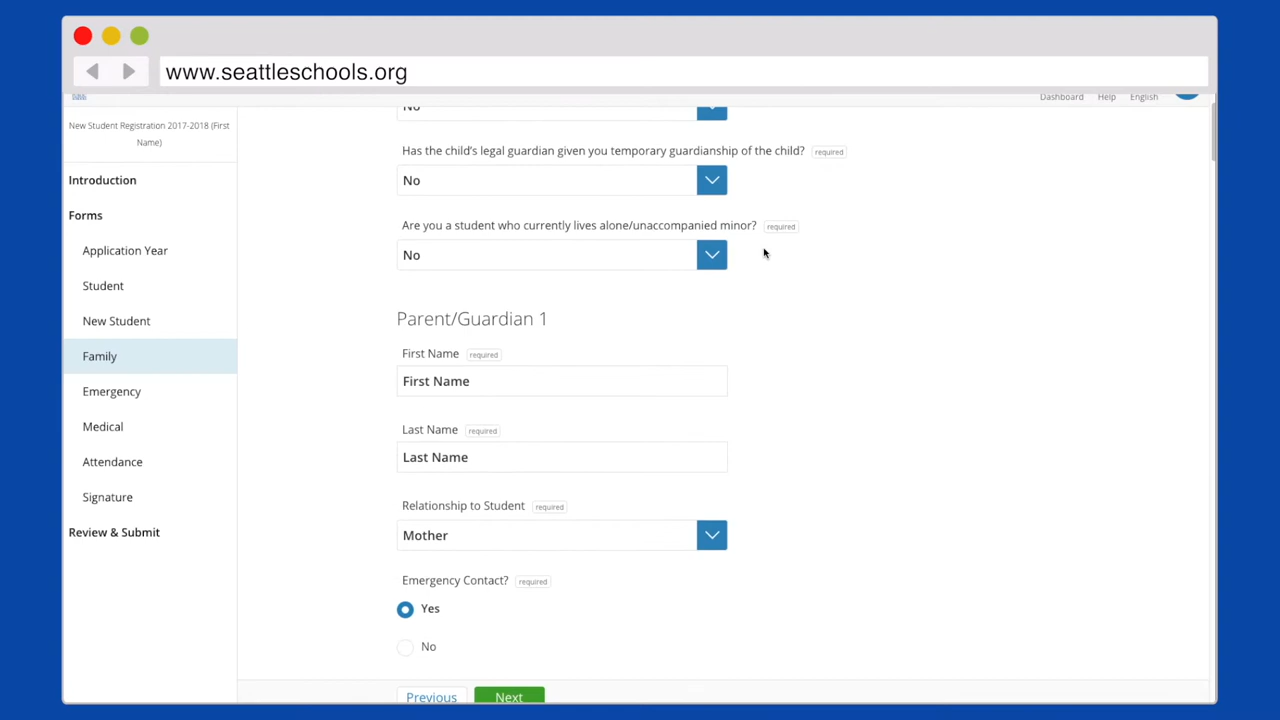 www.seattleschools.org
Dashboard Help English
New Student Registration 2017-2018 (First
Name)
Introduction
Forms
Application Year
Student
New Student
Family
Emergency
Medical
Attendance
Signature
Review & Submit
No
Has the child's legal guardian given you temporary guardianship of the child? required
No
Are you a student who currently lives alone/unaccompanied minor? required
No
Parent/Guardian 1
First Name required
First Name
Last Name required
Last Name
Relationship to Student required
Mother
Emergency Contact? required
Yes
No
Previous Next